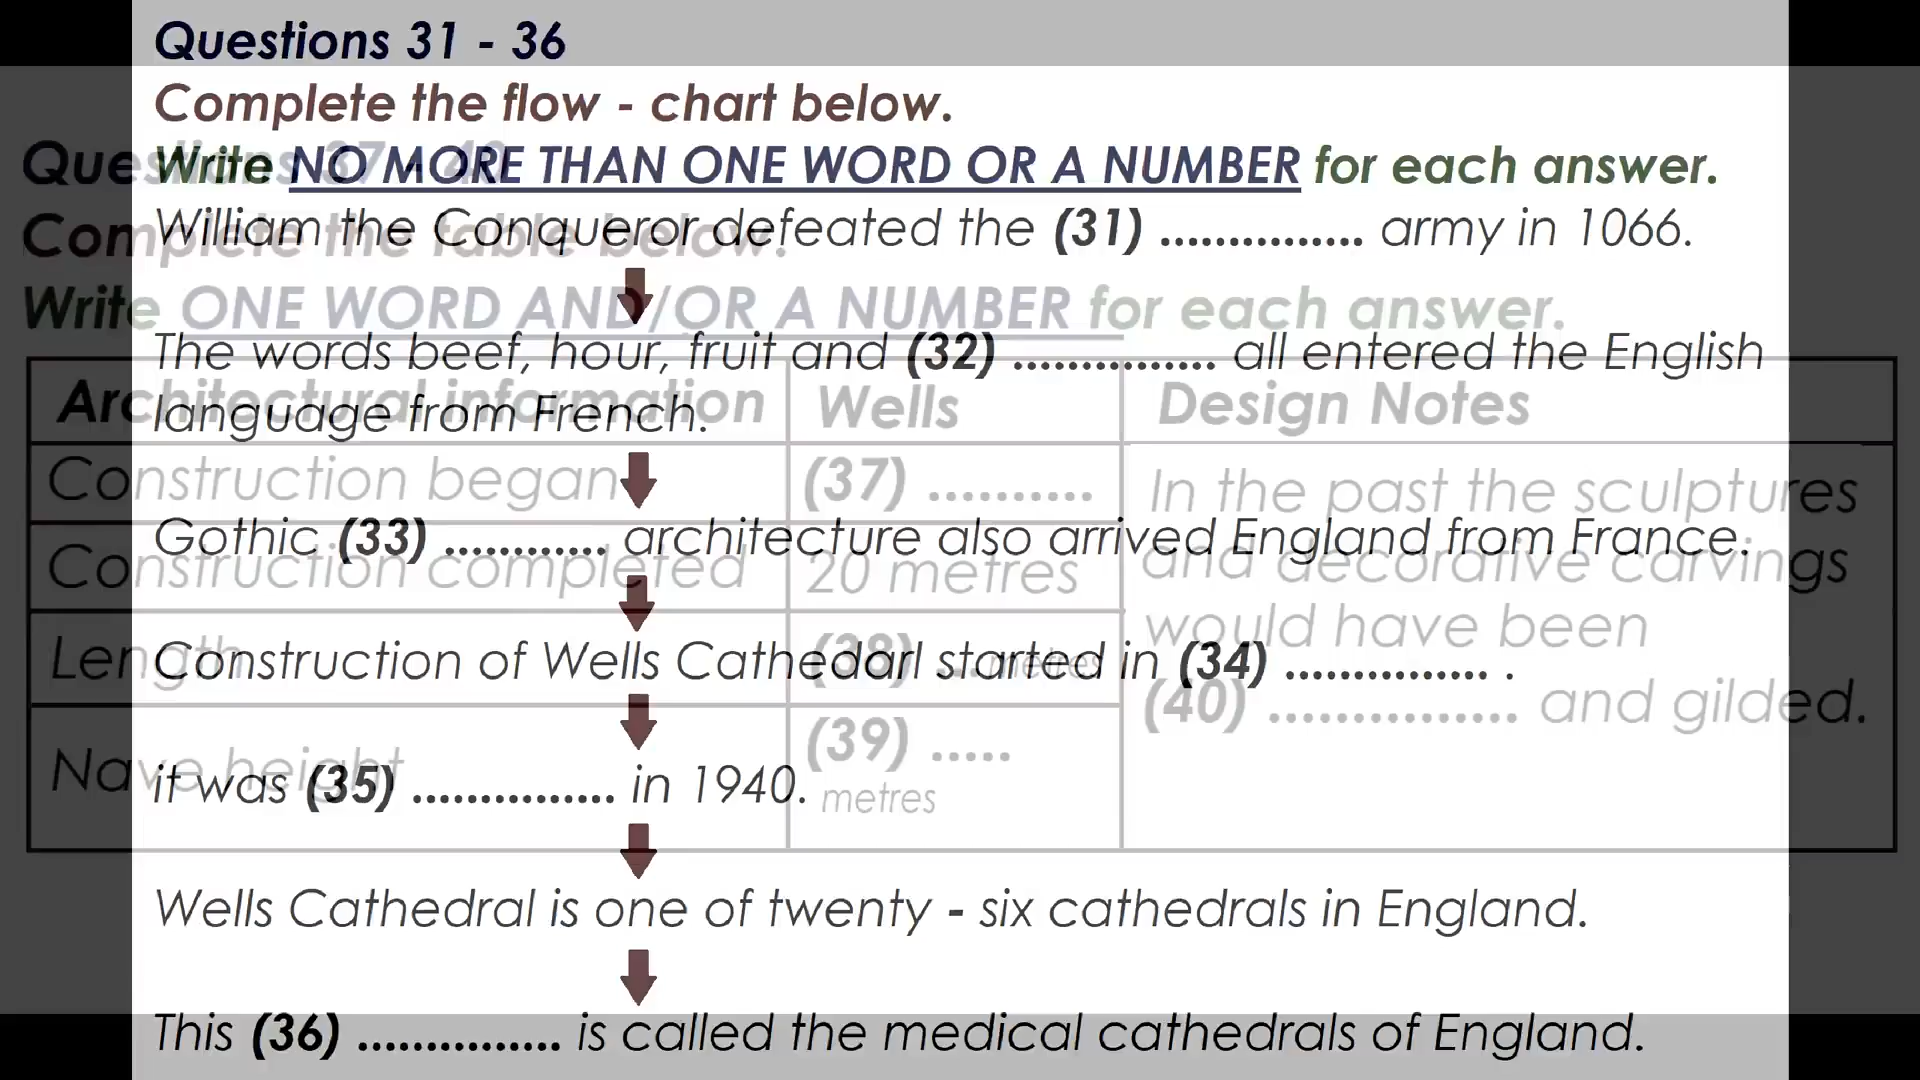 Questions 31 - 36
Complete the flow - chart below.
Write NO MORE THAN ONE WORD OR A NUMBER for each answer.
William the Conqueror defeated the (31) ............... army in 1066.
The words beef, hour, fruit and (32) ............... all entered the English
language from French.
Gothic (33) ............ architecture also arrived England from France.
Construction of Wells Cathedarl started in (34) ............... .
it was (35) ............... in 1940.
Wells Cathedral is one of twenty - six cathedrals in England.
This (36) ............... is called the medical cathedrals of England.
Questions 37 - 40
Complete the table below.
Write ONE WORD AND/OR A NUMBER for each answer.
Architectural information Wells Design Notes
Construction began (37) ..........
Construction completed 20 metres
Length (38) .... metres
Nave height (39) .....
metres
In the past the sculptures
and decorative carvings
would have been
(40) ............... and gilded.